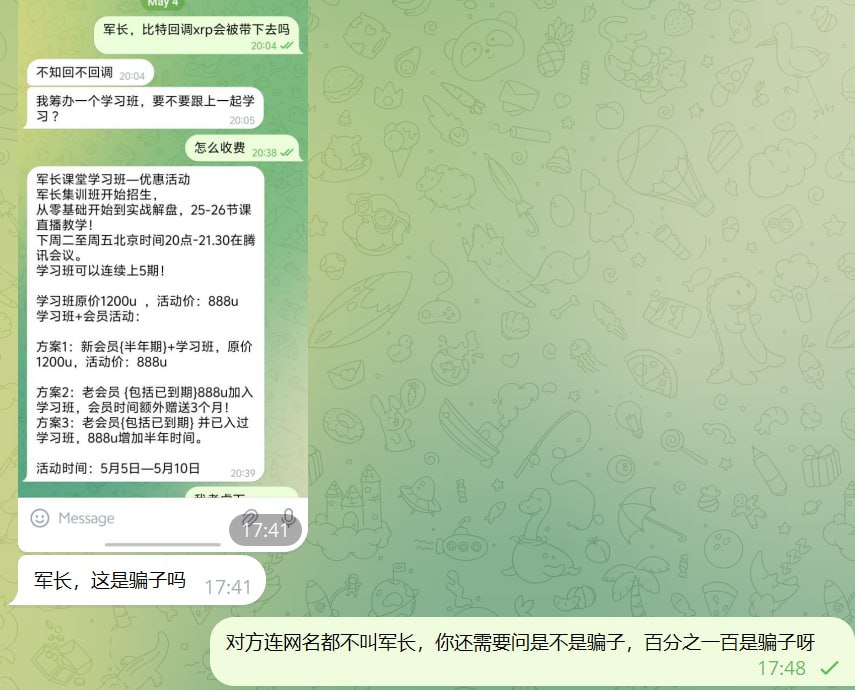 May 4
军长，比特回调xrp会被带下去吗
20:04
不知回不回调 20:04
我筹办一个学习班，要不要跟上一起学
习？
20:05
怎么收费 20:38
军长课堂学习班—优惠活动
军长集训班开始招生，
从零基础开始到实战解盘，25-26节课
直播教学！
下周二至周五北京时间20点-21.30在腾
讯会议。
学习班可以连续上5期！
学习班原价1200u ，活动价：888u
学习班+会员活动：
方案1：新会员{半年期}+学习班，原价
1200u，活动价：888u
方案2：老会员 {包括已到期}888u加入
学习班，会员时间额外赠送3个月！
方案3：老会员{包括已到期} 并已入过
学习班，888u增加半年时间。
活动时间：5月5日—5月10日 20:39
Message
17:41
军长，这是骗子吗 17:41
对方连网名都不叫军长，你还需要问是不是骗子，百分之一百是骗子呀
17:48